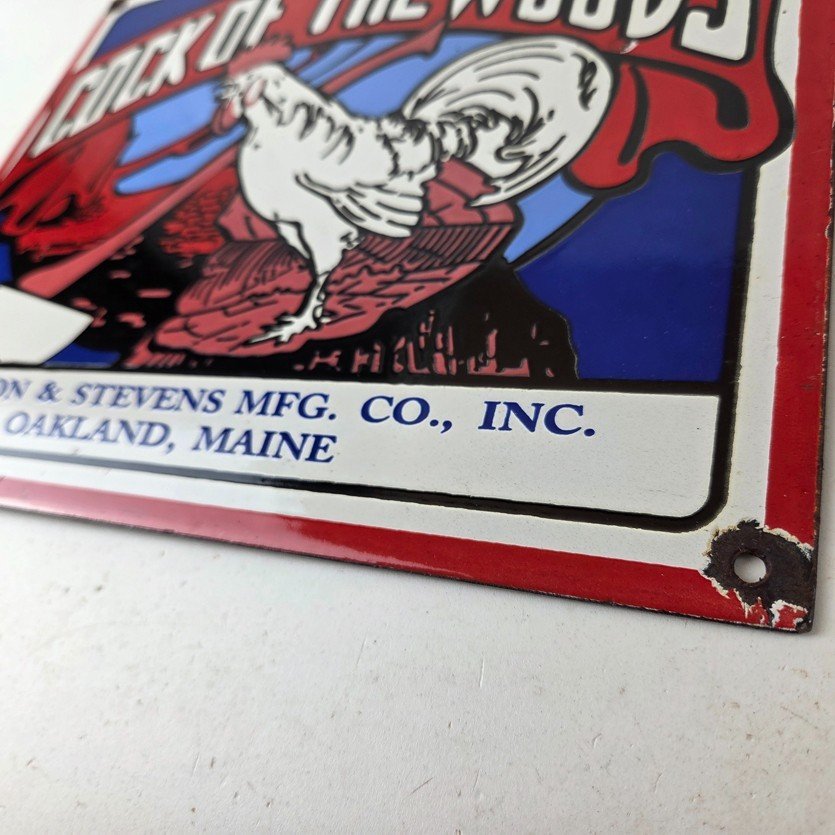 COCK OF THE WOODS
ON & STEVENS MFG. CO., INC.
OAKLAND, MAINE